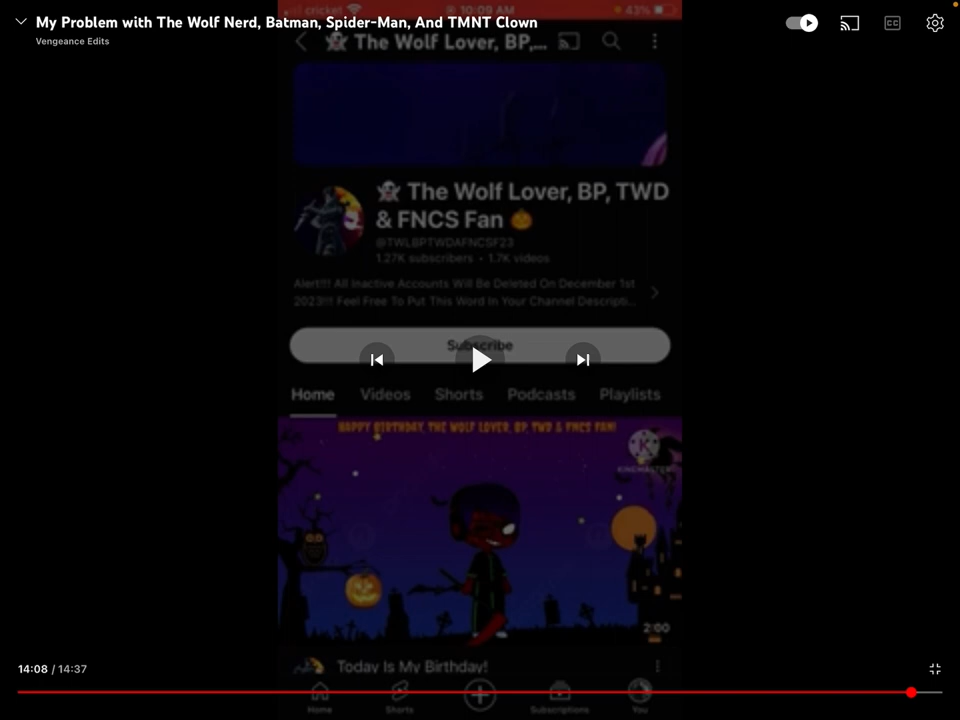 My Problem with The Wolf Nerd, Batman, Spider-Man, And TMNT Clown
Vengeance Edits
cricket 10:09 AM 43%
👻 The Wolf Lover, BP,...
CC
👻 The Wolf Lover, BP, TWD
& FNCS Fan 🎃
@TWLBPTWDAFNCSF23
1.27K subscribers • 1.7K videos
Alert!!! All Inactive Accounts Will Be Deleted On December 1st
2023!!! Feel Free To Put This Word In Your Channel Descripti...
Subscribe
Home Videos Shorts Podcasts Playlists
HAPPY BIRTHDAY, THE WOLF LOVER, BP, TWD & FNCS FAN!
K
KINEMASTER
2:00
14:08 / 14:37
Today Is My Birthday!
Home Shorts Subscriptions You